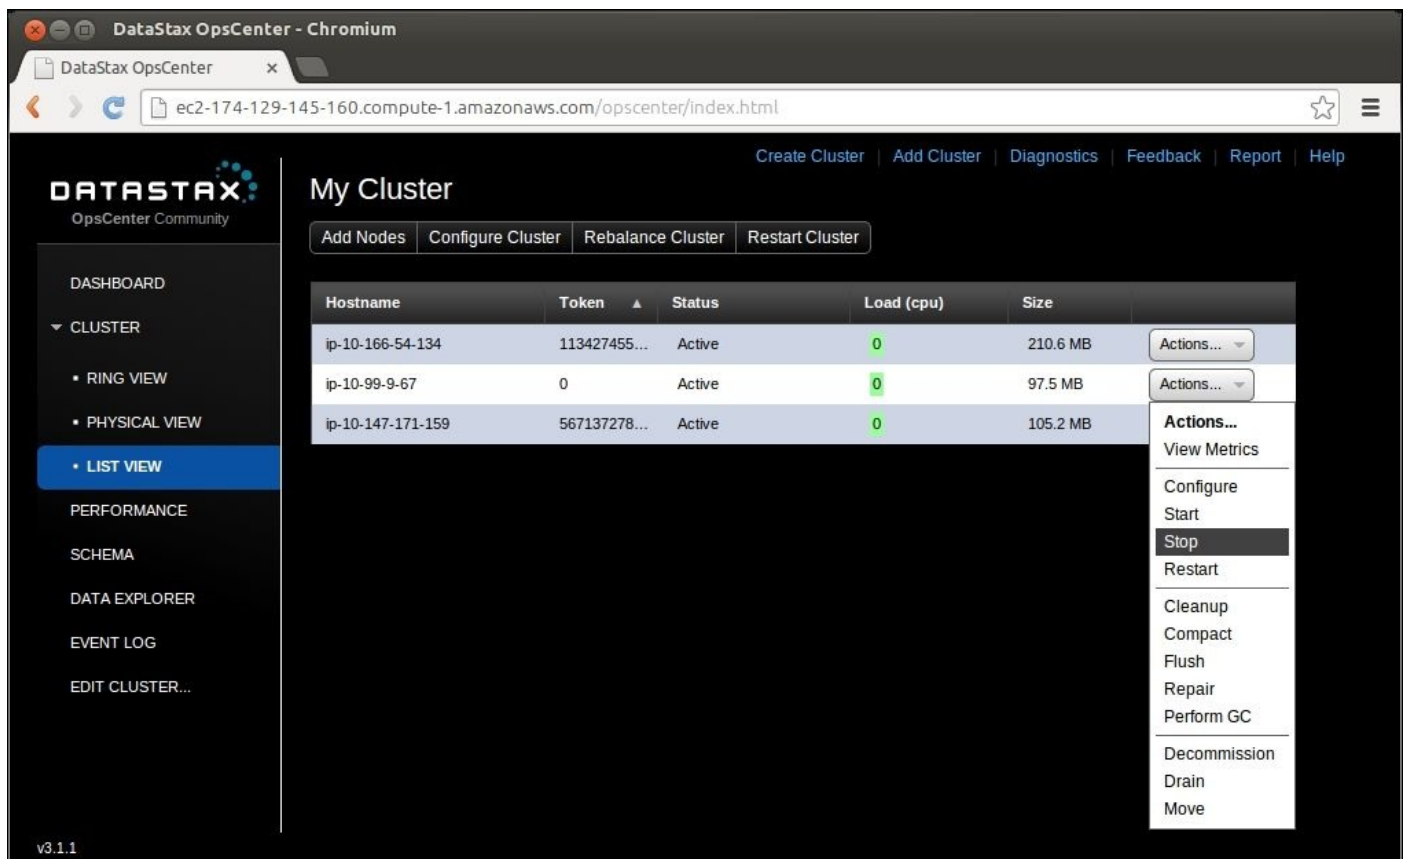 DataStax OpsCenter - Chromium
DataStax OpsCenter
ec2-174-129-145-160.compute-1.amazonaws.com/opscenter/index.html
Create Cluster | Add Cluster | Diagnostics | Feedback | Report | Help
DATASTAX
OpsCenter Community
My Cluster
Add Nodes Configure Cluster Rebalance Cluster Restart Cluster
DASHBOARD
CLUSTER
RING VIEW
PHYSICAL VIEW
LIST VIEW
PERFORMANCE
SCHEMA
DATA EXPLORER
EVENT LOG
EDIT CLUSTER...
Hostname Token Status Load (cpu) Size
ip-10-166-54-134 113427455... Active 0 210.6 MB Actions...
ip-10-99-9-67 0 Active 0 97.5 MB Actions...
ip-10-147-171-159 567137278... Active 0 105.2 MB
Actions...
View Metrics
Configure
Start
Stop
Restart
Cleanup
Compact
Flush
Repair
Perform GC
Decommission
Drain
Move
v3.1.1